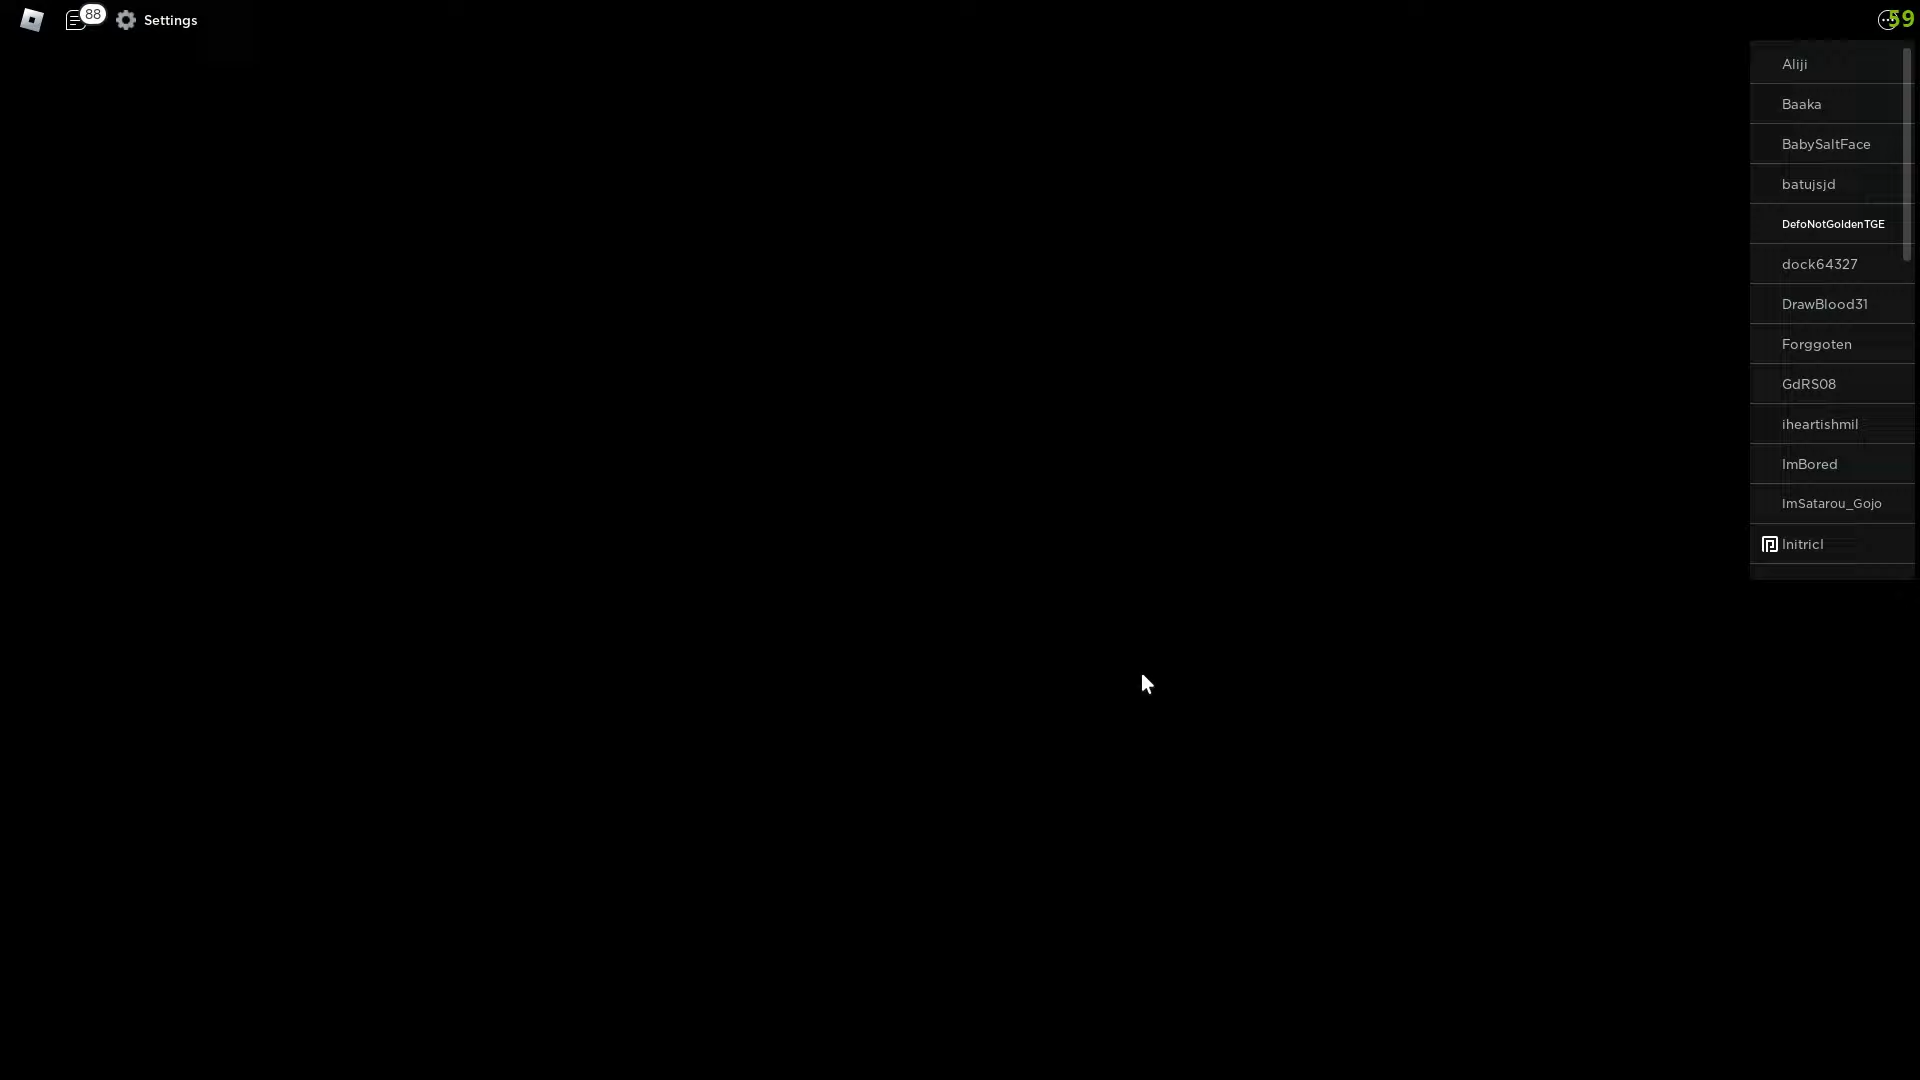 88
Settings
59
Aliji
Baaka
BabySaltFace
batujsjd
DefoNotGoldenTGE
dock64327
DrawBlood31
Forggoten
GdRS08
iheartishmil
ImBored
ImSatarou_Gojo
Initricl